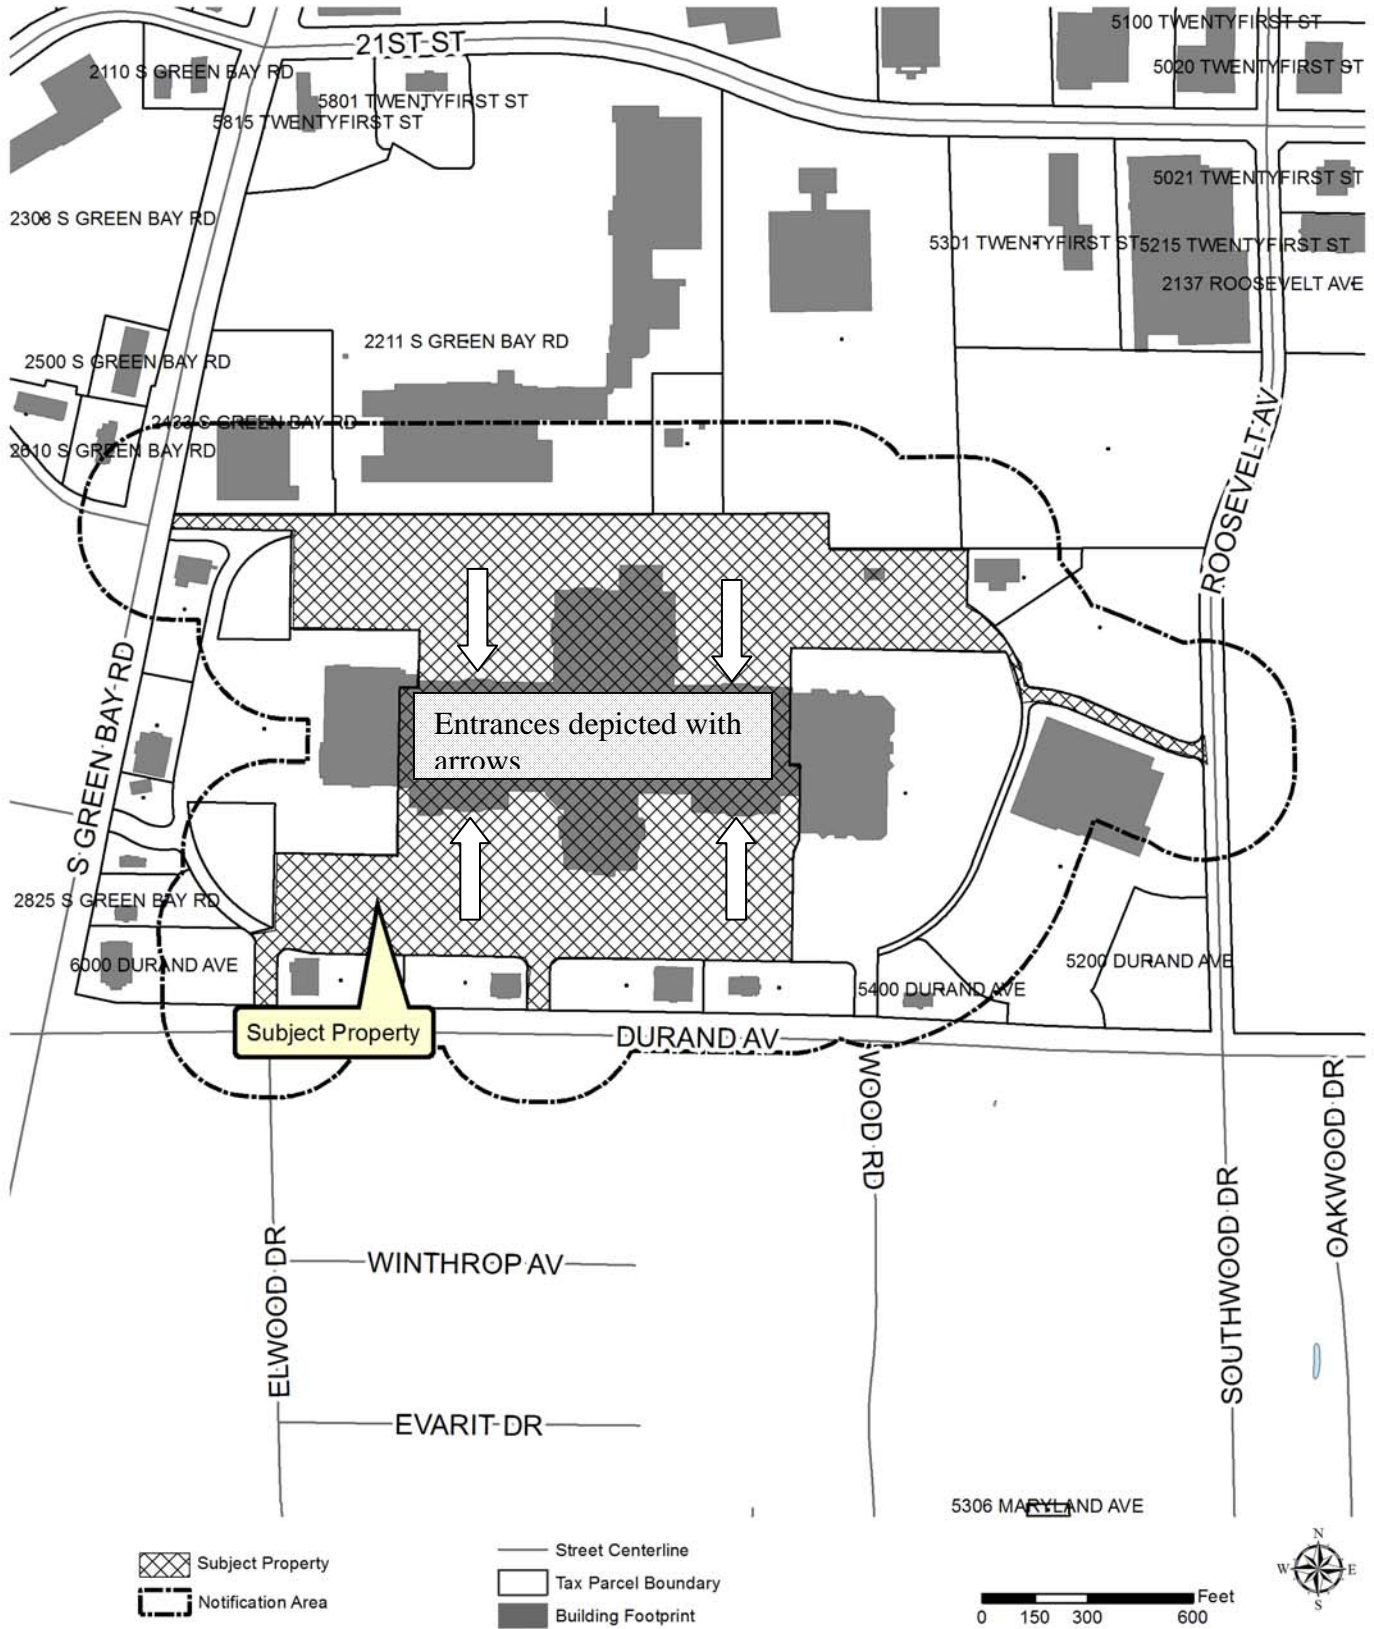 5100 TWENTYFIRST ST
21ST ST
5020 TWENTYFIRST ST
2110 S GREEN BAY RD
5801 TWENTYFIRST ST
5815 TWENTYFIRST ST
5021 TWENTYFIRST ST
2308 S GREEN BAY RD
5301 TWENTYFIRST ST
5215 TWENTYFIRST ST
2137 ROOSEVELT AVE
2211 S GREEN BAY RD
2500 S GREEN BAY RD
2433 S GREEN BAY RD
2610 S GREEN BAY RD
ROOSEVELT AV
S GREEN BAY RD
Entrances depicted with
arrows
2825 S GREEN BAY RD
6000 DURAND AVE
5200 DURAND AVE
5400 DURAND AVE
Subject Property
DURAND AV
WOOD RD
OAKWOOD DR
SOUTHWOOD DR
ELWOOD DR
WINTHROP AV
EVARIT DR
5306 MARYLAND AVE
Subject Property
Notification Area
Street Centerline
Tax Parcel Boundary
Building Footprint
Feet
0 150 300 600
N
W E
S